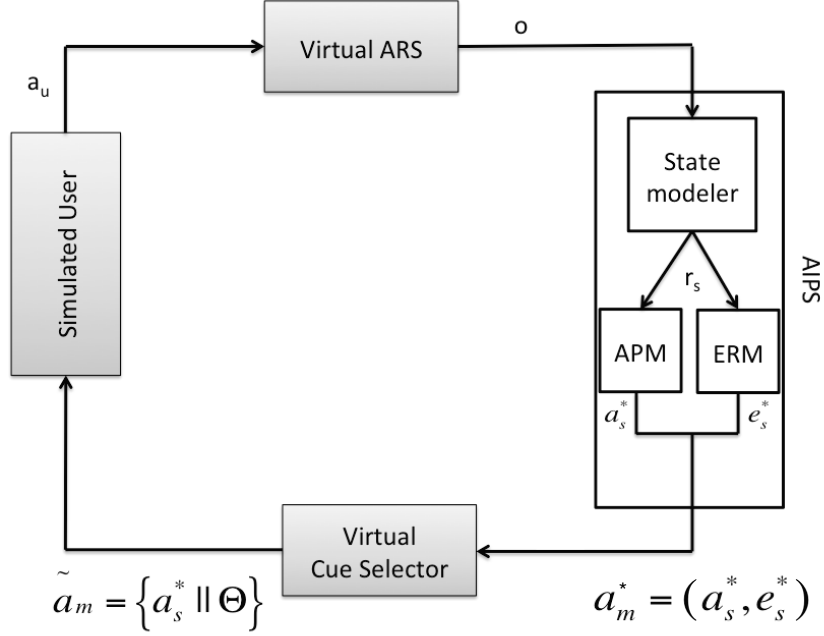 Virtual ARS
o
a_u
State
modeler
Simulated User
AIPS
r_s
APM
ERM
a_s^*
e_s^*
Virtual
Cue Selector
ã_m = {a_s^* || Θ}
a_m^* = (a_s^*, e_s^*)